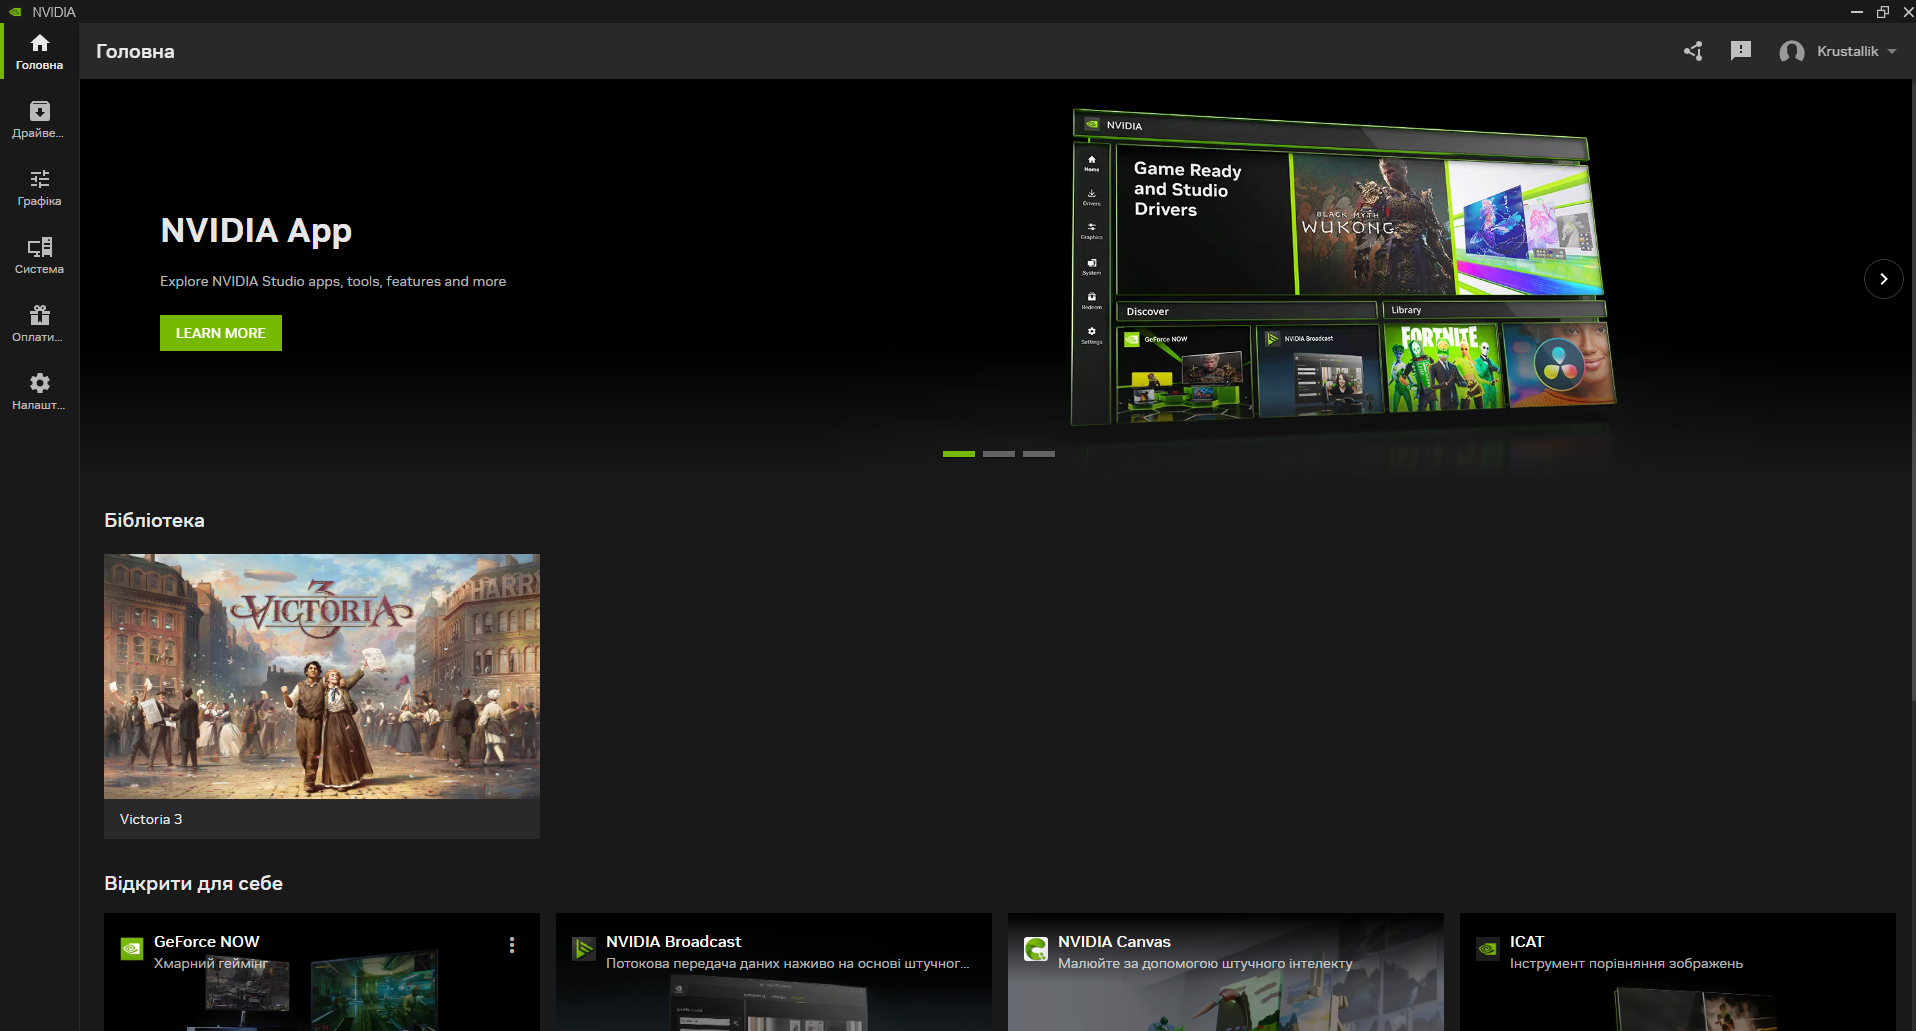 NVIDIA
Головна
Krustallik
Головна
Драйве...
Графіка
Система
Оплати...
Налашт...
NVIDIA App
Explore NVIDIA Studio apps, tools, features and more
LEARN MORE
NVIDIA
Home
Drivers
Graphics
System
Redeem
Settings
Game Ready
and Studio
Drivers
BLACK MYTH
WUKONG
Discover
Library
GeForce NOW
NVIDIA Broadcast
FORTNITE
Бібліотека
HARR
3
VICTORIA
Victoria 3
Відкрити для себе
GeForce NOW
Хмарний геймінг
NVIDIA Broadcast
Потокова передача даних наживо на основі штучног...
NVIDIA Canvas
Малюйте за допомогою штучного інтелекту
ICAT
Інструмент порівняння зображень